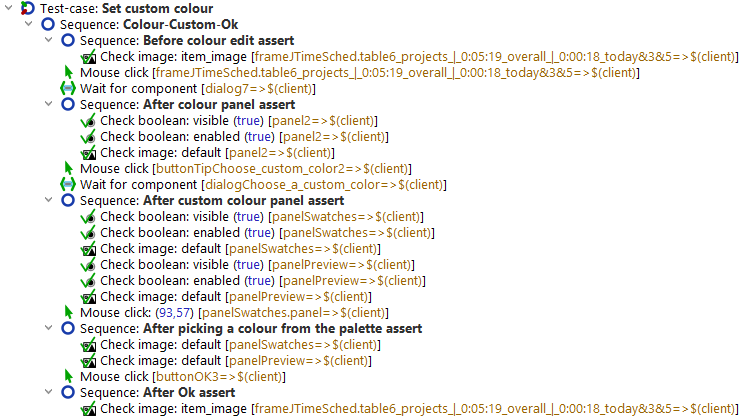 Test-case: Set custom colour
Sequence: Colour-Custom-Ok
Sequence: Before colour edit assert
Check image: item_image [frameJTimeSched.table6_projects_|_0:05:19_overall_|_0:00:18_today&3&5=>$(client)]
Mouse click [frameJTimeSched.table6_projects_|_0:05:19_overall_|_0:00:18_today&3&5=>$(client)]
Wait for component [dialog7=>$(client)]
Sequence: After colour panel assert
Check boolean: visible (true) [panel2=>$(client)]
Check boolean: enabled (true) [panel2=>$(client)]
Check image: default [panel2=>$(client)]
Mouse click [buttonTipChoose_custom_color2=>$(client)]
Wait for component [dialogChoose_a_custom_color=>$(client)]
Sequence: After custom colour panel assert
Check boolean: visible (true) [panelSwatches=>$(client)]
Check boolean: enabled (true) [panelSwatches=>$(client)]
Check image: default [panelSwatches=>$(client)]
Check boolean: visible (true) [panelPreview=>$(client)]
Check boolean: enabled (true) [panelPreview=>$(client)]
Check image: default [panelPreview=>$(client)]
Mouse click: (93,57) [panelSwatches.panel=>$(client)]
Sequence: After picking a colour from the palette assert
Check image: default [panelSwatches=>$(client)]
Check image: default [panelPreview=>$(client)]
Mouse click [buttonOK3=>$(client)]
Sequence: After Ok assert
Check image: item_image [frameJTimeSched.table6_projects_|_0:05:19_overall_|_0:00:18_today&3&5=>$(client)]